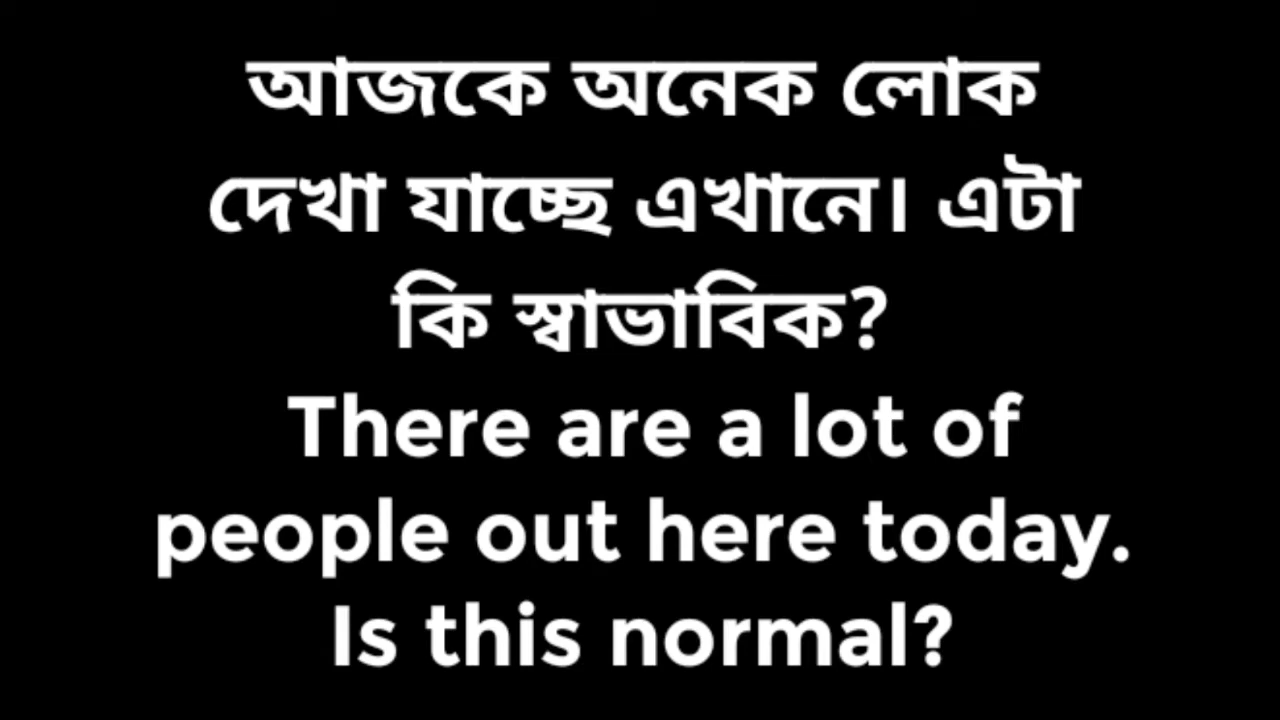 আজকে অনেক লোক
দেখা যাচ্ছে এখানে। এটা
কি স্বাভাবিক?
There are a lot of
people out here today.
Is this normal?